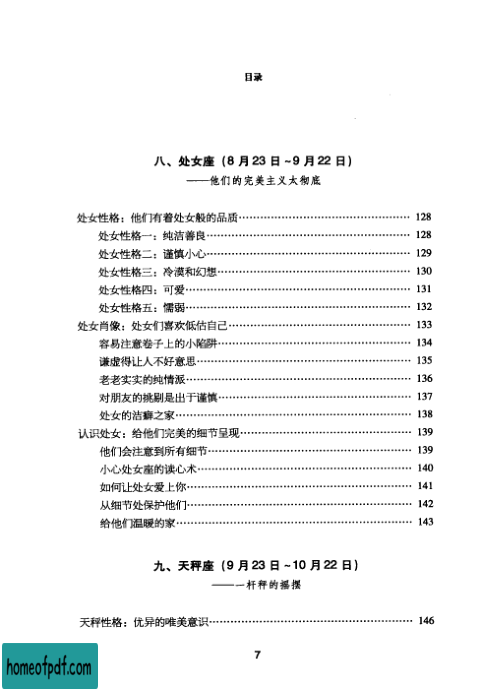 目录
八、处女座（8月23日~9月22日）
——他们的完美主义太彻底
处女性格：他们有着处女般的品质…………………………………………128
处女性格一：纯洁善良…………………………………………………128
处女性格二：谨慎小心…………………………………………………129
处女性格三：冷漠和幻想………………………………………………130
处女性格四：可爱………………………………………………………131
处女性格五：懦弱………………………………………………………132
处女肖像：处女们喜欢低估自己……………………………………………133
容易注意卷子上的小陷阱………………………………………………134
谦虚得让人不好意思……………………………………………………135
老老实实的纯情派………………………………………………………136
对朋友的挑剔是出于谨慎………………………………………………137
处女的洁癖之家…………………………………………………………138
认识处女：给他们完美的细节呈现…………………………………………139
他们会注意到所有细节…………………………………………………139
小心处女座的读心术……………………………………………………140
如何让处女爱上你………………………………………………………141
从细节处保护他们………………………………………………………142
给他们温暖的家…………………………………………………………143
九、天秤座（9月23日~10月22日）
——一杆秤的摇摆
天秤性格：优异的唯美意识…………………………………………………146
7
homeofpdf.com